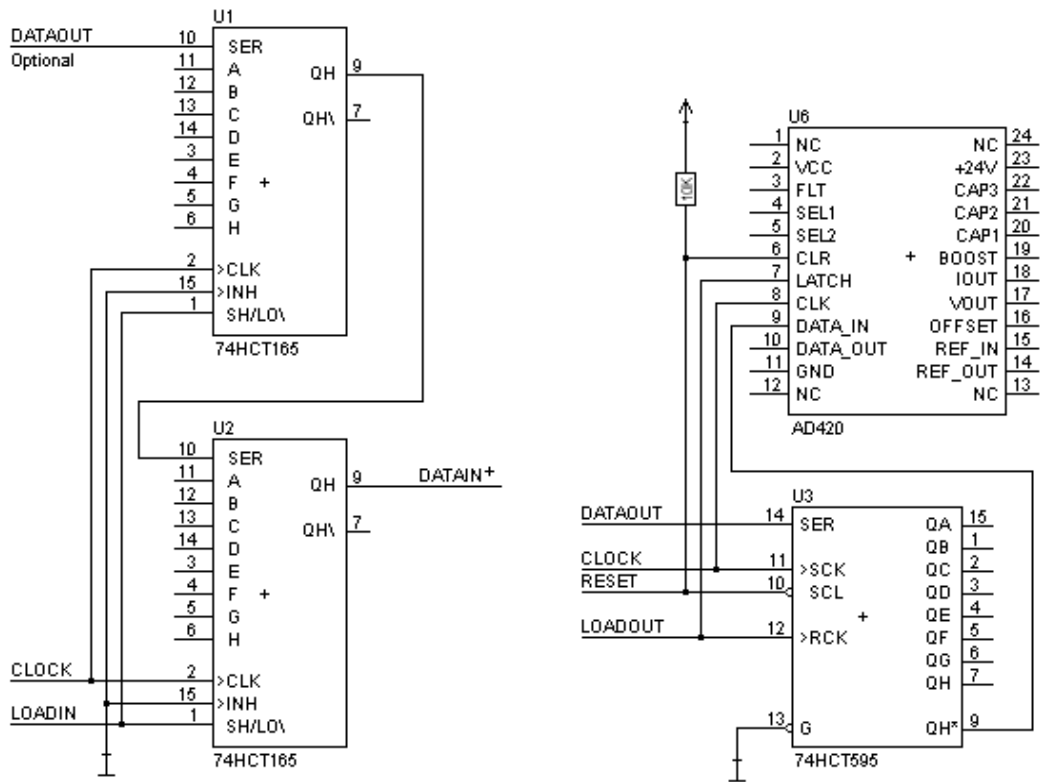 U1
DATAOUT 10 SER
Optional
11 A QH 9
12 B
13 C QH\ 7
14 D
3 E
4 F +
5 G
6 H
2 >CLK
15 >INH
1 SH/LO\
74HCT165
U2
10 SER
11 A QH 9 DATAIN+
12 B
13 C QH\ 7
14 D
3 E
4 F +
5 G
6 H
CLOCK 2 >CLK
15 >INH
LOADIN 1 SH/LO\
74HCT165
10K
U6
1 NC NC 24
2 VCC +24V 23
3 FLT CAP3 22
4 SEL1 CAP2 21
5 SEL2 CAP1 20
6 CLR + BOOST 19
7 LATCH IOUT 18
8 CLK VOUT 17
9 DATA_IN OFFSET 16
10 DATA_OUT REF_IN 15
11 GND REF_OUT 14
12 NC NC 13
AD420
U3
DATAOUT 14 SER QA 15
QB 1
CLOCK 11 >SCK QC 2
RESET 10 SCL QD 3
+ QE 4
LOADOUT 12 >RCK QF 5
QG 6
QH 7
13 G QH* 9
74HCT595